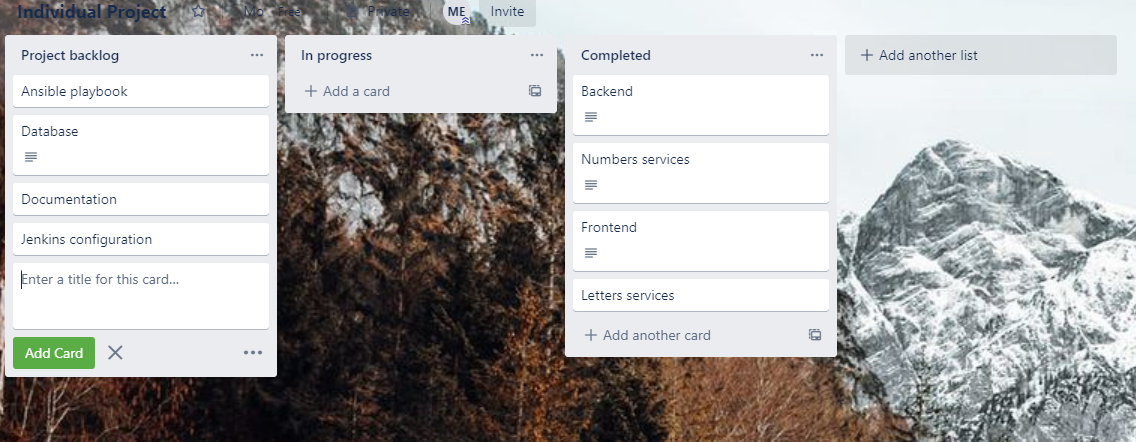 Individual Project
Free
Private
ME
Invite
Project backlog
Ansible playbook
Database
Documentation
Jenkins configuration
Enter a title for this card...
Add Card
In progress
+ Add a card
Completed
Backend
Numbers services
Frontend
Letters services
+ Add another card
+ Add another list